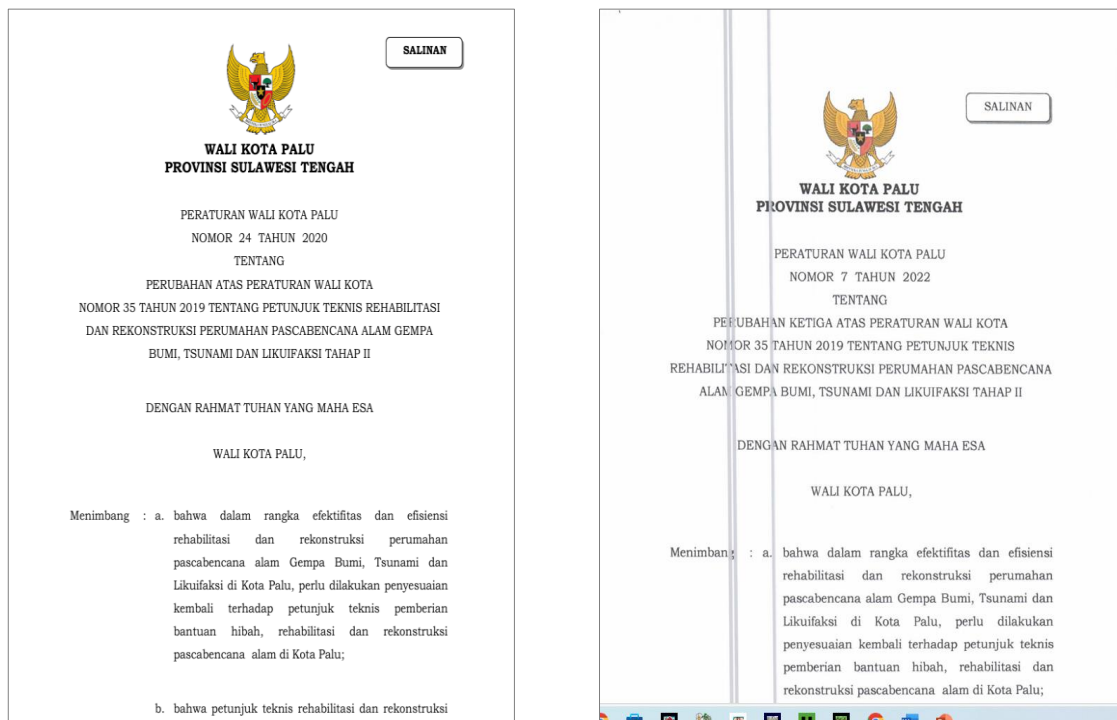 SALINAN
WALI KOTA PALU
PROVINSI SULAWESI TENGAH
PERATURAN WALI KOTA PALU
NOMOR 24 TAHUN 2020
TENTANG
PERUBAHAN ATAS PERATURAN WALI KOTA
NOMOR 35 TAHUN 2019 TENTANG PETUNJUK TEKNIS REHABILITASI
DAN REKONSTRUKSI PERUMAHAN PASCABENCANA ALAM GEMPA
BUMI, TSUNAMI DAN LIKUIFAKSI TAHAP II
DENGAN RAHMAT TUHAN YANG MAHA ESA
WALI KOTA PALU,
Menimbang : a. bahwa dalam rangka efektifitas dan efisiensi
rehabilitasi dan rekonstruksi perumahan
pascabencana alam Gempa Bumi, Tsunami dan
Likuifaksi di Kota Palu, perlu dilakukan penyesuaian
kembali terhadap petunjuk teknis pemberian
bantuan hibah, rehabilitasi dan rekonstruksi
pascabencana alam di Kota Palu;
b. bahwa petunjuk teknis rehabilitasi dan rekonstruksi
SALINAN
WALI KOTA PALU
PROVINSI SULAWESI TENGAH
PERATURAN WALI KOTA PALU
NOMOR 7 TAHUN 2022
TENTANG
PERUBAHAN KETIGA ATAS PERATURAN WALI KOTA
NOMOR 35 TAHUN 2019 TENTANG PETUNJUK TEKNIS
REHABILITASI DAN REKONSTRUKSI PERUMAHAN PASCABENCANA
ALAM GEMPA BUMI, TSUNAMI DAN LIKUIFAKSI TAHAP II
DENGAN RAHMAT TUHAN YANG MAHA ESA
WALI KOTA PALU,
Menimbang : a. bahwa dalam rangka efektifitas dan efisiensi
rehabilitasi dan rekonstruksi perumahan
pascabencana alam Gempa Bumi, Tsunami dan
Likuifaksi di Kota Palu, perlu dilakukan
penyesuaian kembali terhadap petunjuk teknis
pemberian bantuan hibah, rehabilitasi dan
rekonstruksi pascabencana alam di Kota Palu;